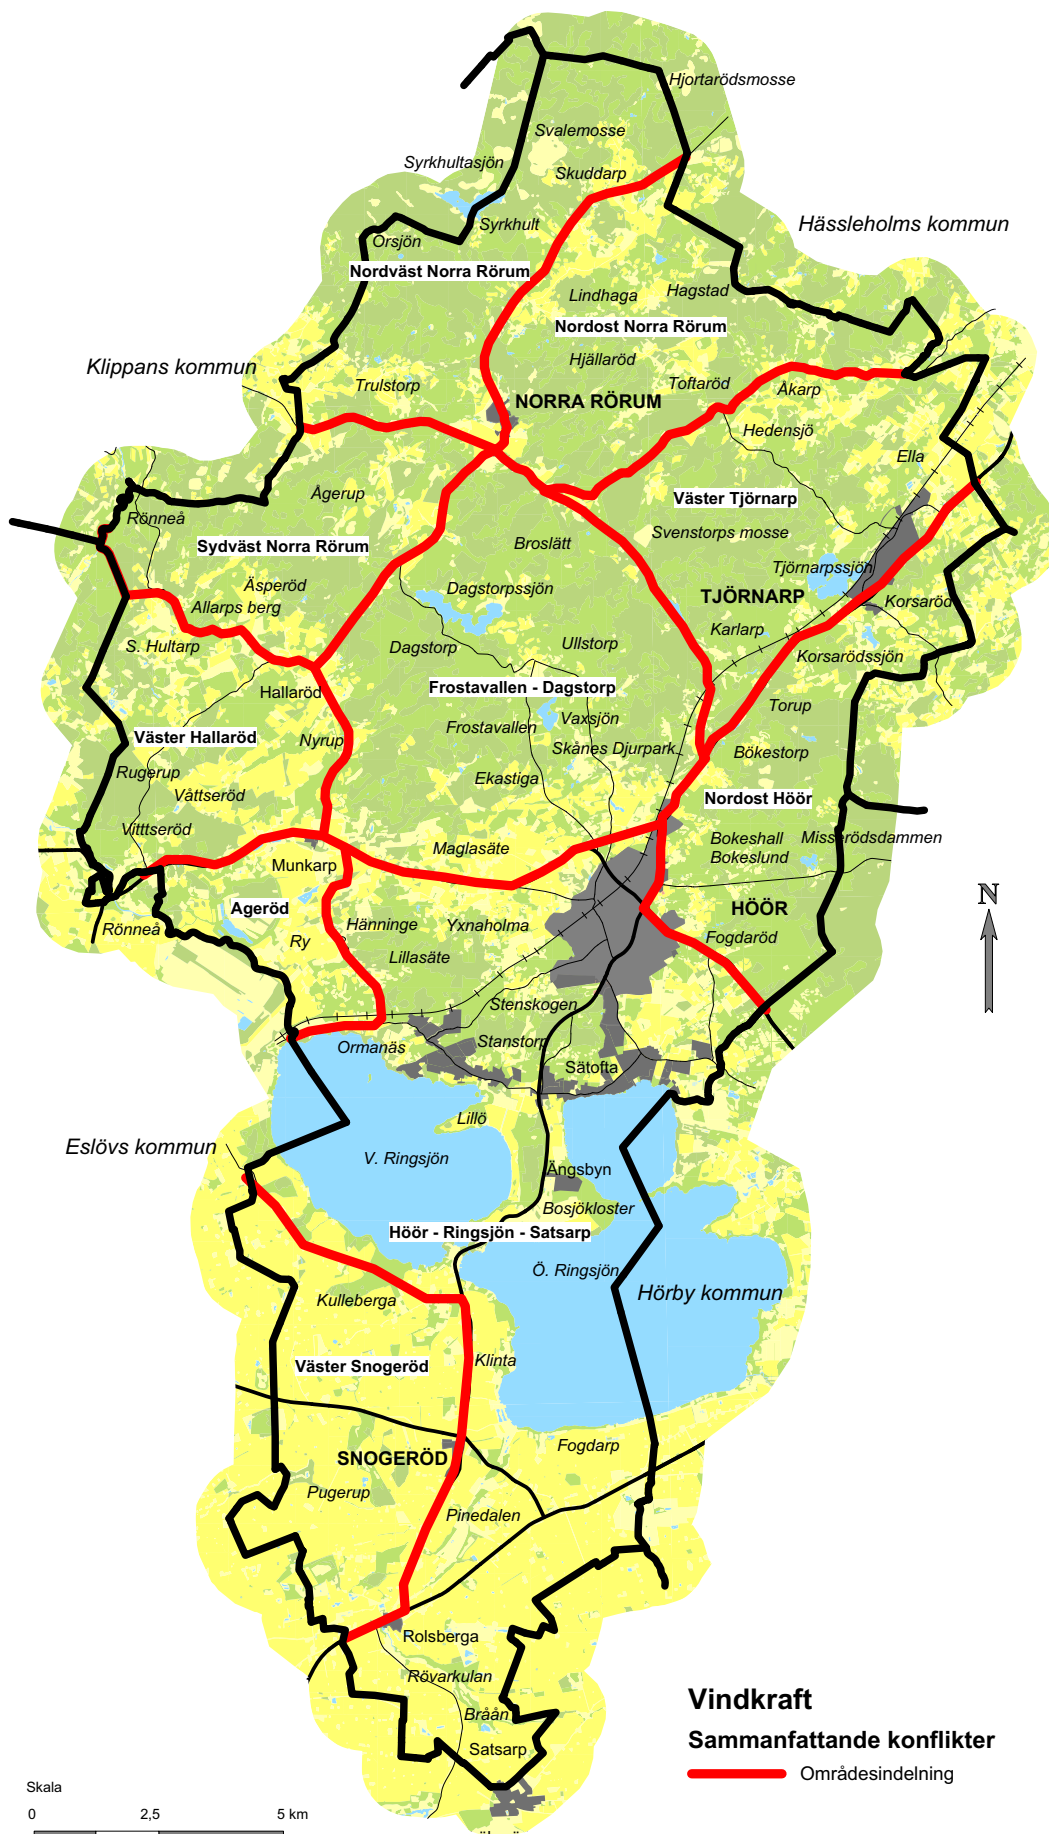 Hjortarödsmosse
Svalemosse
Syrkhultasjön
Skuddarp
Syrkhult
Hässleholms kommun
Orsjön
Nordväst Norra Rörum
Lindhaga
Hagstad
Nordost Norra Rörum
Klippans kommun
Hjällaröd
Trulstorp
Toftaröd
Åkarp
NORRA RÖRUM
Hedensjö
Ella
Ågerup
Väster Tjörnarp
Rönneå
Svenstorps mosse
Sydväst Norra Rörum
Broslätt
Tjörnarpssjön
Äsperöd
Dagstorpssjön
TJÖRNARP
Korsaröd
Allarps berg
Karlarp
S. Hultarp
Dagstorp
Ullstorp
Korsarödssjön
Hallaröd
Frostavallen - Dagstorp
Torup
Väster Hallaröd
Nyrup
Frostavallen
Vaxsjön
Skånes Djurpark
Bökestorp
Rugerup
Ekastiga
Våttseröd
Nordost Höör
Vitttseröd
Maglasäte
Bokeshall
Misserödsdammen
Bokeslund
Munkarp
N
Ageröd
HÖÖR
Rönneå
Hänninge
Yxnaholma
Ry
Fogdaröd
Lillasäte
Stenskogen
Ormanäs
Stanstorp
Sätofta
Lillö
Eslövs kommun
V. Ringsjön
Ängsbyn
Bosjökloster
Höör - Ringsjön - Satsarp
Ö. Ringsjön
Hörby kommun
Kulleberga
Väster Snogeröd
Klinta
Fogdarp
SNOGERÖD
Pugerup
Pinedalen
Rolsberga
Rövarkulan
Bråån
Satsarp
Vindkraft
Sammanfattande konflikter
Områdesindelning
Skala
0 2,5 5 km